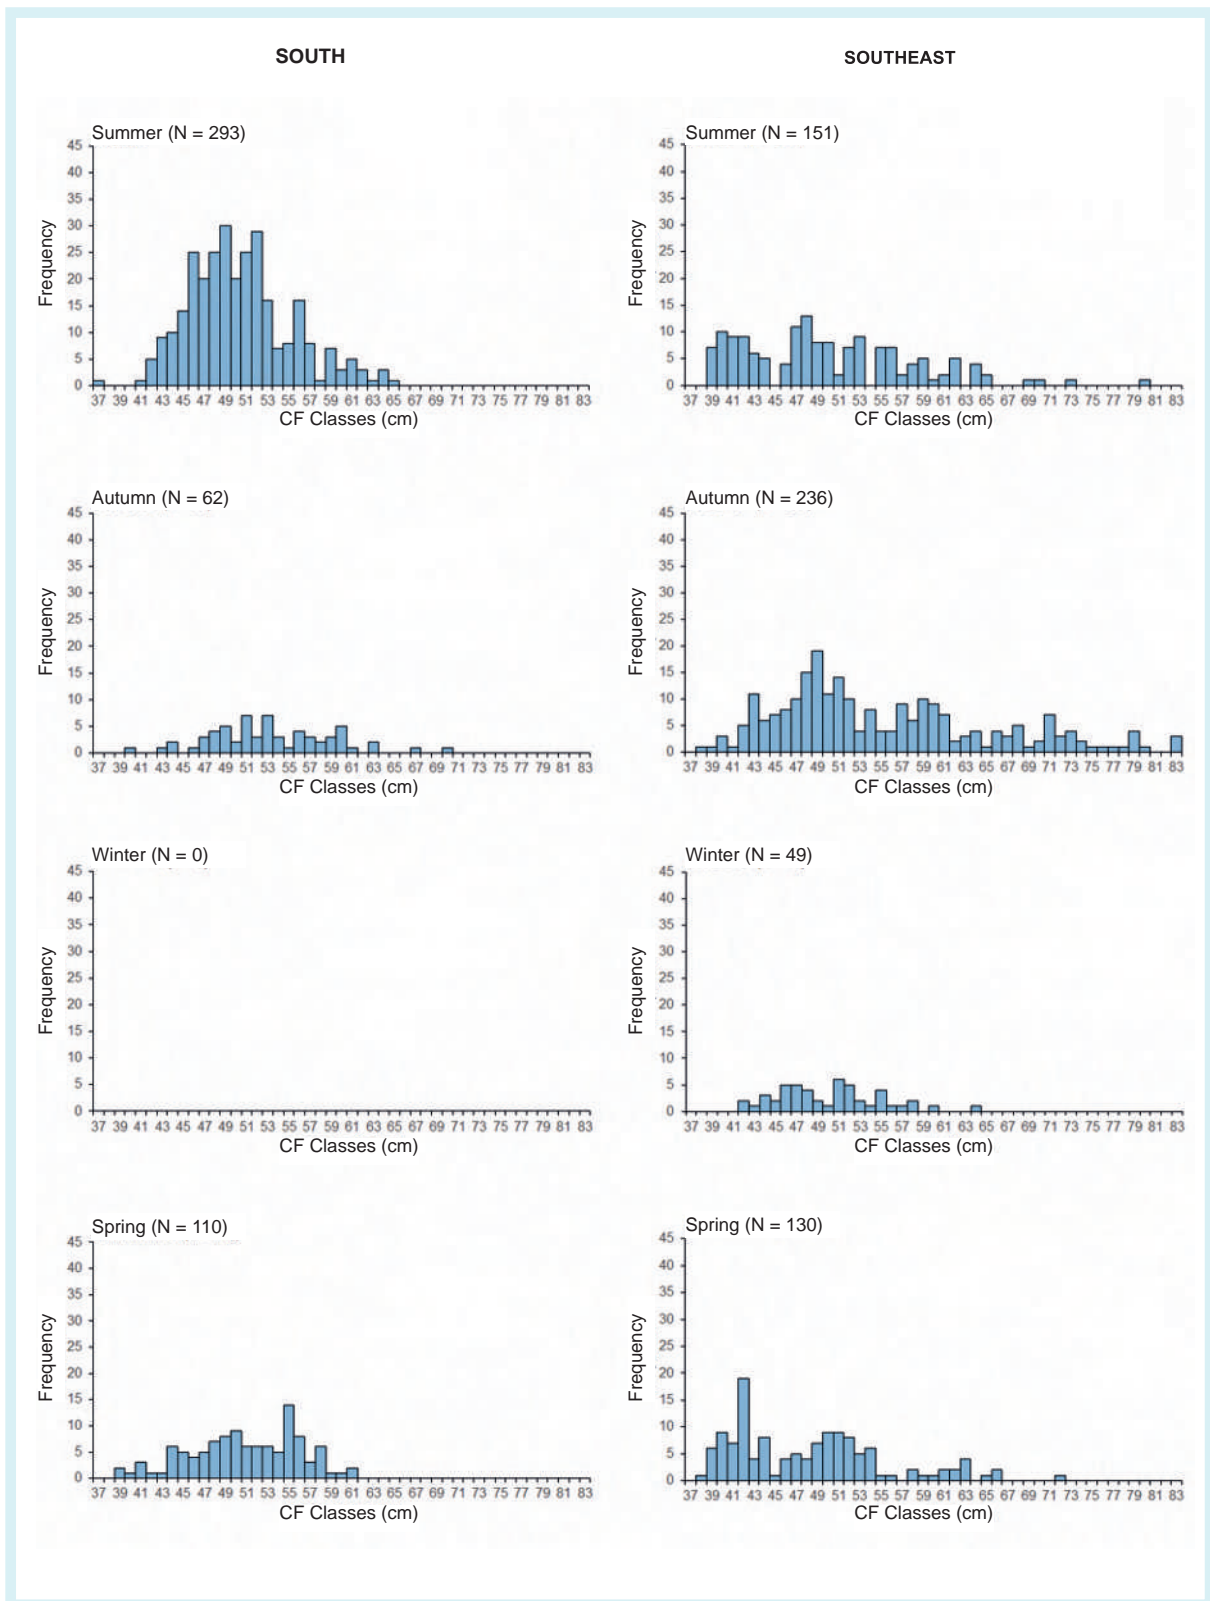 SOUTH
SOUTHEAST
Summer (N = 293)
45
40
35
30
25
20
15
10
5
0
Frequency
37 39 41 43 45 47 49 51 53 55 57 59 61 63 65 67 69 71 73 75 77 79 81 83
CF Classes (cm)
Summer (N = 151)
45
40
35
30
25
20
15
10
5
0
Frequency
37 39 41 43 45 47 49 51 53 55 57 59 61 63 65 67 69 71 73 75 77 79 81 83
CF Classes (cm)
Autumn (N = 62)
45
40
35
30
25
20
15
10
5
0
Frequency
37 39 41 43 45 47 49 51 53 55 57 59 61 63 65 67 69 71 73 75 77 79 81 83
CF Classes (cm)
Autumn (N = 236)
45
40
35
30
25
20
15
10
5
0
Frequency
37 39 41 43 45 47 49 51 53 55 57 59 61 63 65 67 69 71 73 75 77 79 81 83
CF Classes (cm)
Winter (N = 0)
45
40
35
30
25
20
15
10
5
0
Frequency
37 39 41 43 45 47 49 51 53 55 57 59 61 63 65 67 69 71 73 75 77 79 81 83
CF Classes (cm)
Winter (N = 49)
45
40
35
30
25
20
15
10
5
0
Frequency
37 39 41 43 45 47 49 51 53 55 57 59 61 63 65 67 69 71 73 75 77 79 81 83
CF Classes (cm)
Spring (N = 110)
45
40
35
30
25
20
15
10
5
0
Frequency
37 39 41 43 45 47 49 51 53 55 57 59 61 63 65 67 69 71 73 75 77 79 81 83
CF Classes (cm)
Spring (N = 130)
45
40
35
30
25
20
15
10
5
0
Frequency
37 39 41 43 45 47 49 51 53 55 57 59 61 63 65 67 69 71 73 75 77 79 81 83
CF Classes (cm)